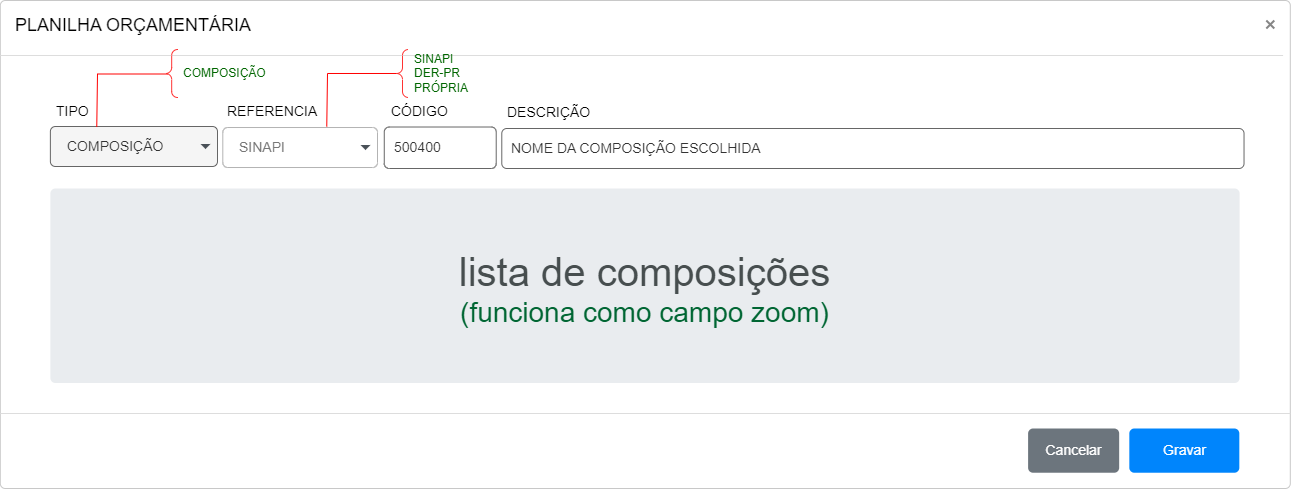 PLANILHA ORÇAMENTÁRIA
×
COMPOSIÇÃO
SINAPI
DER-PR
PRÓPRIA
TIPO
REFERENCIA
CÓDIGO
DESCRIÇÃO
COMPOSIÇÃO
SINAPI
500400
NOME DA COMPOSIÇÃO ESCOLHIDA
lista de composições
(funciona como campo zoom)
Cancelar
Gravar